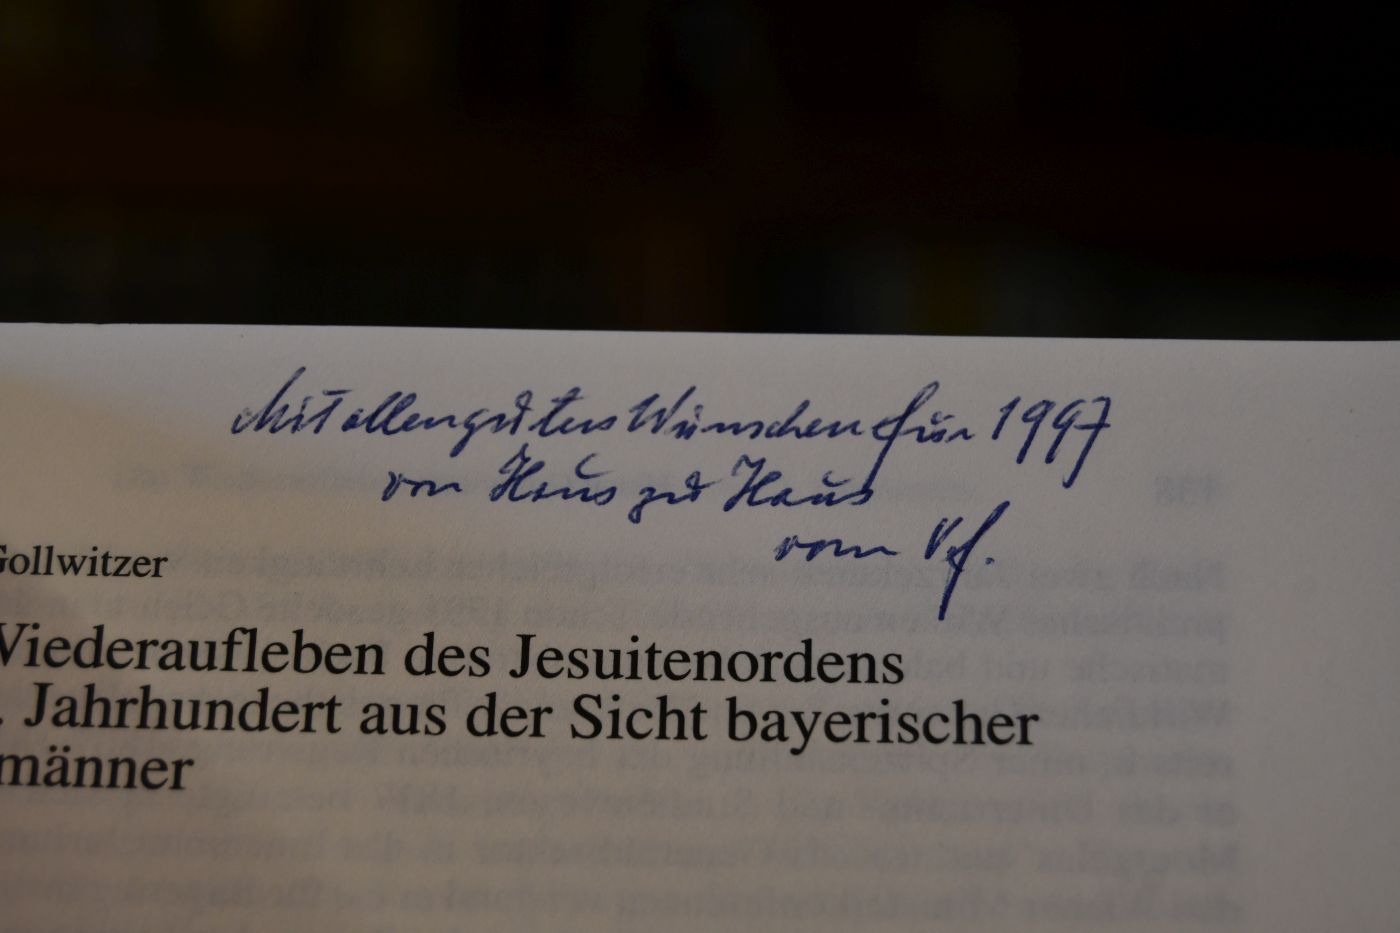 Mit allen guten Wünschen für 1997
von Haus zu Haus
vom Vf.
Gollwitzer
Wiederaufleben des Jesuitenordens
. Jahrhundert aus der Sicht bayerischer
männer